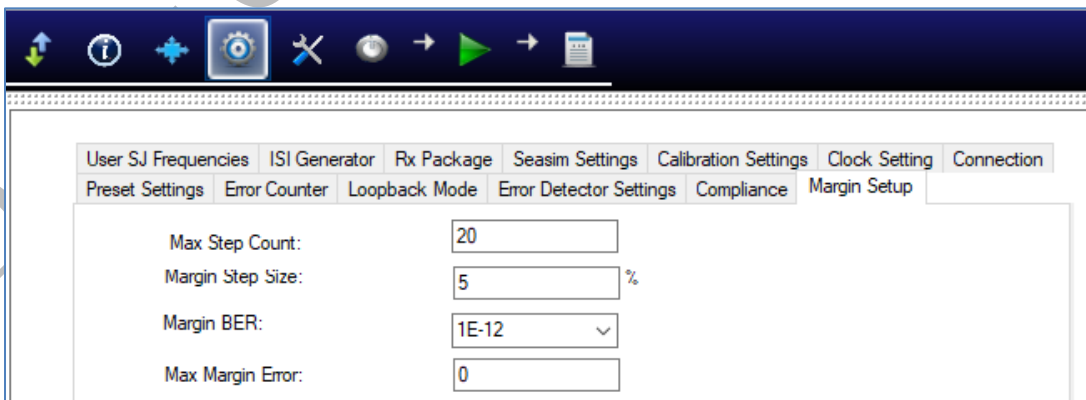 User SJ Frequencies ISI Generator Rx Package Seasim Settings Calibration Settings Clock Setting Connection
Preset Settings Error Counter Loopback Mode Error Detector Settings Compliance Margin Setup
Max Step Count: 20
Margin Step Size: 5 %
Margin BER: 1E-12
Max Margin Error: 0